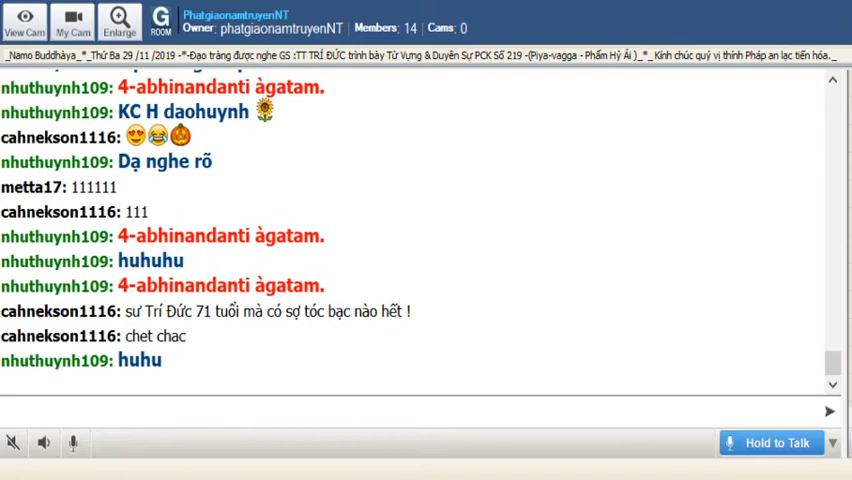 View Cam
My Cam
Enlarge
G
ROOM
PhatgiaonamtruyenNT
Owner: phatgiaonamtruyenNT
Members: 14
Cams: 0
_Namo Buddhàya_*_Thứ Ba 29 /11 /2019 -*-Đạo tràng được nghe GS :TT TRÍ ĐỨC trình bày Từ Vựng & Duyên Sự PCK Số 219 -(Piya-vagga - Phẩm Hỷ Ái )_*_ Kính chúc quý vị thính Pháp an lạc tiến hóa._
nhuthuynh109: 4-abhinandanti àgatam.
nhuthuynh109: KC H daohuynh
cahnekson1116:
nhuthuynh109: Dạ nghe rõ
metta17: 111111
cahnekson1116: 111
nhuthuynh109: 4-abhinandanti àgatam.
nhuthuynh109: huhuhu
nhuthuynh109: 4-abhinandanti àgatam.
cahnekson1116: sư Trí Đức 71 tuổi mà có sợ tóc bạc nào hết !
cahnekson1116: chet chac
nhuthuynh109: huhu
Hold to Talk